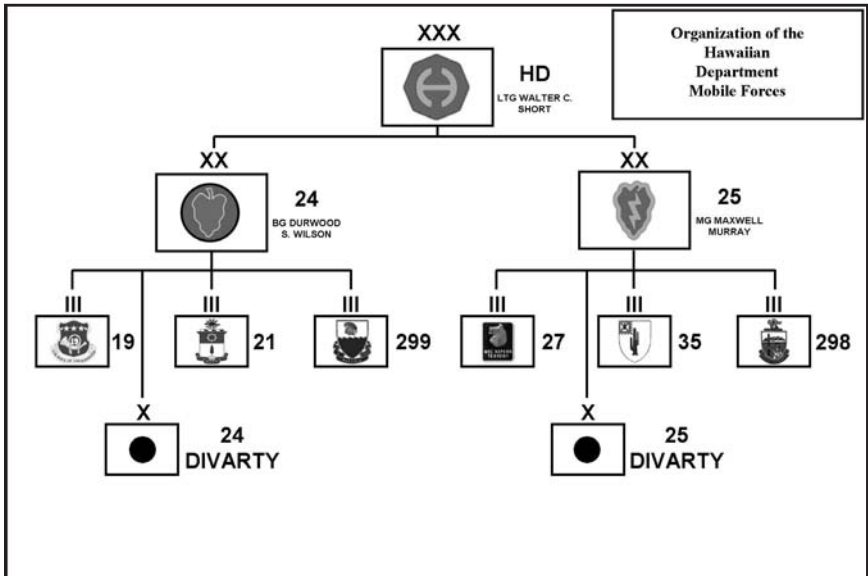 XXX
Organization of the
Hawaiian
Department
Mobile Forces
HD
LTG WALTER C.
SHORT
XX
XX
24
BG DURWOOD
S. WILSON
25
MG MAXWELL
MURRAY
III
III
III
III
III
III
19
21
299
27
35
298
X
X
24
DIVARTY
25
DIVARTY